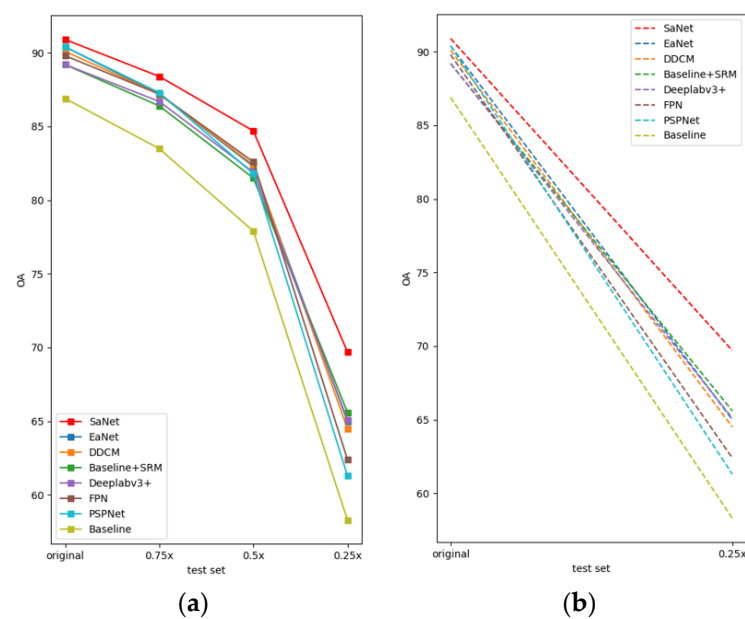 90
85
80
75
70
65
60
OA
SaNet
EaNet
DDCM
Baseline+SRM
Deeplabv3+
FPN
PSPNet
Baseline
original
0.75x
0.5x
0.25x
test set
(a)
90
85
80
75
70
65
60
OA
SaNet
EaNet
DDCM
Baseline+SRM
Deeplabv3+
FPN
PSPNet
Baseline
original
0.25x
test set
(b)